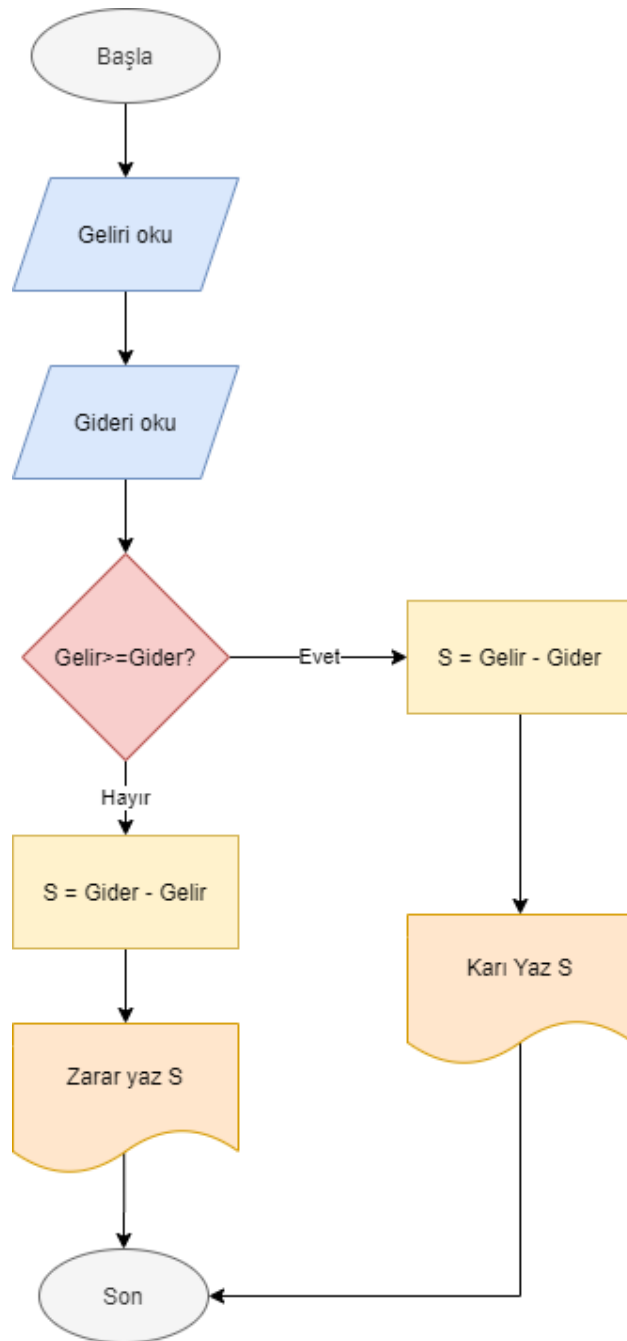 Başla
Geliri oku
Gideri oku
Gelir>=Gider?
Evet
S = Gelir - Gider
Hayır
S = Gider - Gelir
Karı Yaz S
Zarar yaz S
Son